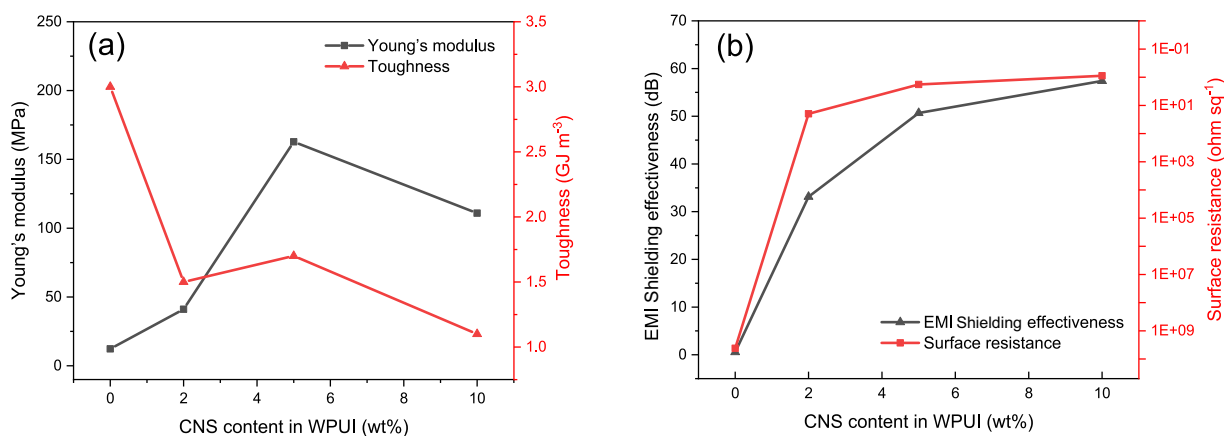 (a)
Young's modulus
Toughness
250
200
150
100
50
0
Young's modulus (MPa)
3.5
3.0
2.5
2.0
1.5
1.0
Toughness (GJ m⁻³)
0 2 4 6 8 10
CNS content in WPUI (wt%)
(b)
EMI Shielding effectiveness
Surface resistance
70
60
50
40
30
20
10
0
EMI Shielding effectiveness (dB)
1E-01
1E+01
1E+03
1E+05
1E+07
1E+09
Surface resistance (ohm sq⁻¹)
0 2 4 6 8 10
CNS content in WPUI (wt%)